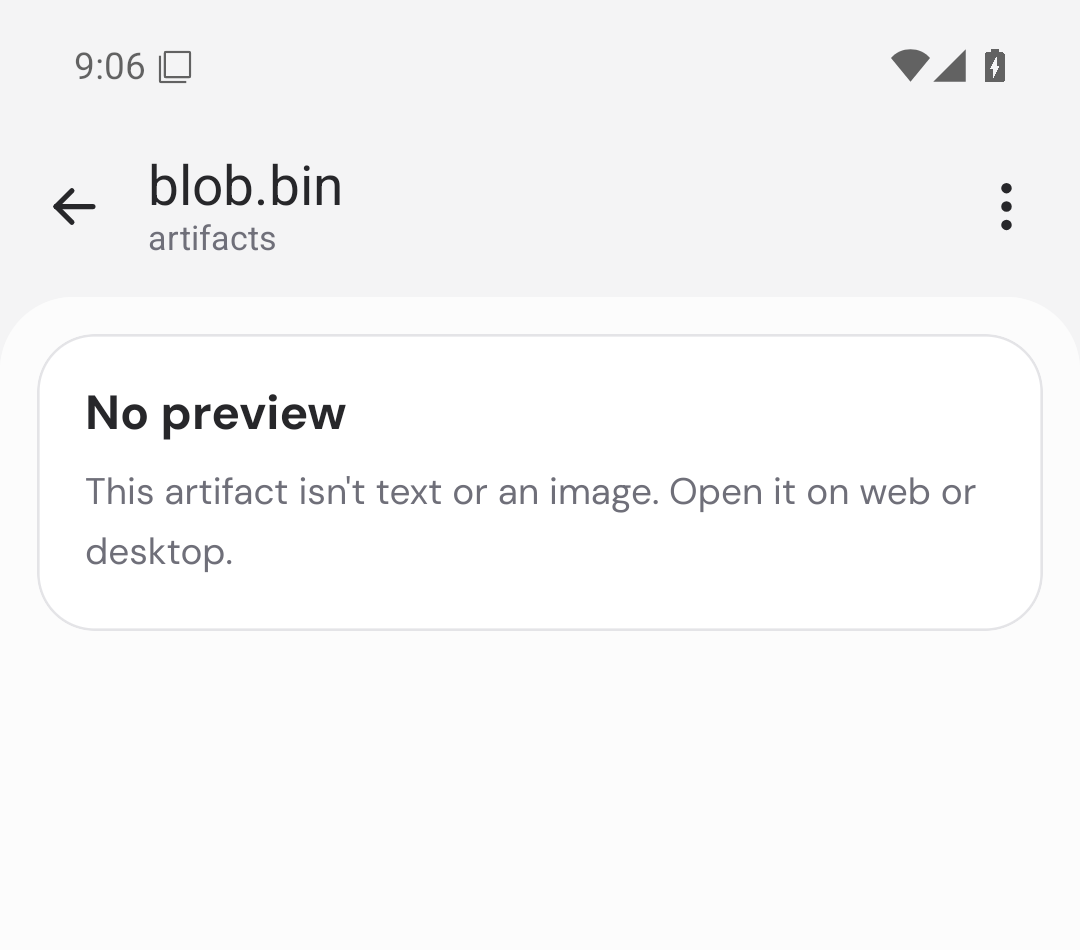 9:06
blob.bin
artifacts
No preview
This artifact isn't text or an image. Open it on web or
desktop.